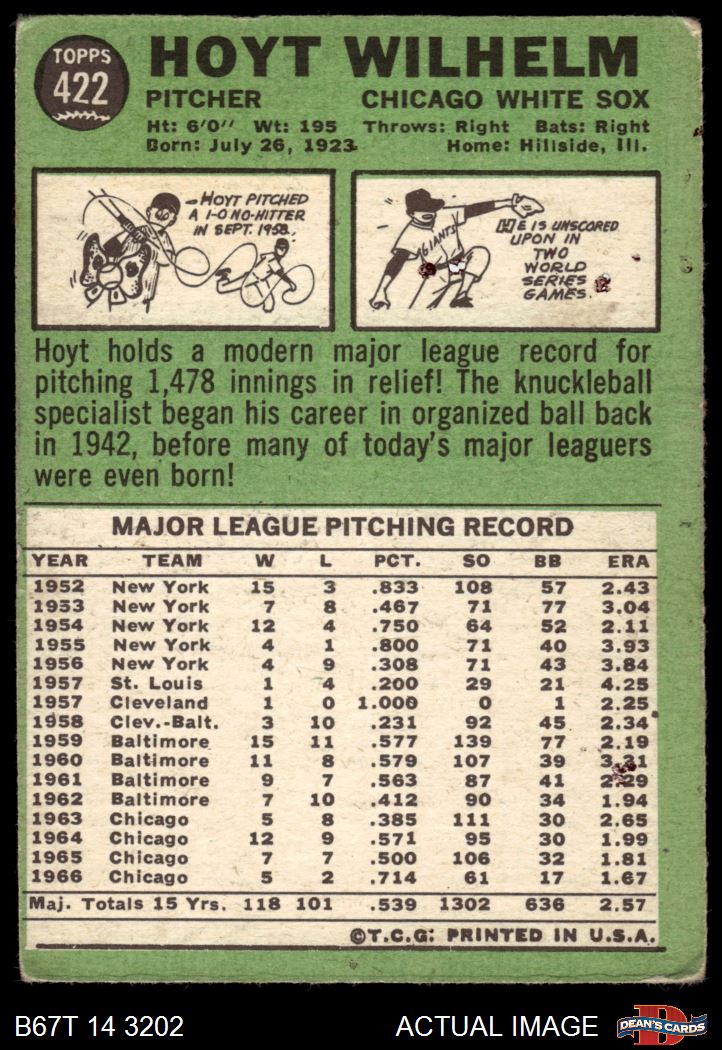 TOPPS
422
HOYT WILHELM
PITCHER CHICAGO WHITE SOX
Ht: 6'0" Wt: 195 Throws: Right Bats: Right
Born: July 26, 1923 Home: Hillside, Ill.
—HOYT PITCHED
A 1-0 NO-HITTER
IN SEPT. 1958.
HE IS UNSCORED
UPON IN
TWO
WORLD
SERIES
GAMES.
GIANTS
Hoyt holds a modern major league record for
pitching 1,478 innings in relief! The knuckleball
specialist began his career in organized ball back
in 1942, before many of today's major leaguers
were even born!
MAJOR LEAGUE PITCHING RECORD
YEAR TEAM W L PCT. SO BB ERA
1952 New York 15 3 .833 108 57 2.43
1953 New York 7 8 .467 71 77 3.04
1954 New York 12 4 .750 64 52 2.11
1955 New York 4 1 .800 71 40 3.93
1956 New York 4 9 .308 71 43 3.84
1957 St. Louis 1 4 .200 29 21 4.25
1957 Cleveland 1 0 1.000 0 1 2.25
1958 Clev.-Balt. 3 10 .231 92 45 2.34
1959 Baltimore 15 11 .577 139 77 2.19
1960 Baltimore 11 8 .579 107 39 3.31
1961 Baltimore 9 7 .563 87 41 2.29
1962 Baltimore 7 10 .412 90 34 1.94
1963 Chicago 5 8 .385 111 30 2.65
1964 Chicago 12 9 .571 95 30 1.99
1965 Chicago 7 7 .500 106 32 1.81
1966 Chicago 5 2 .714 61 17 1.67
Maj. Totals 15 Yrs. 118 101 .539 1302 636 2.57
©T.C.G. PRINTED IN U.S.A.
B67T 14 3202 ACTUAL IMAGE
D
DEAN'S CARDS